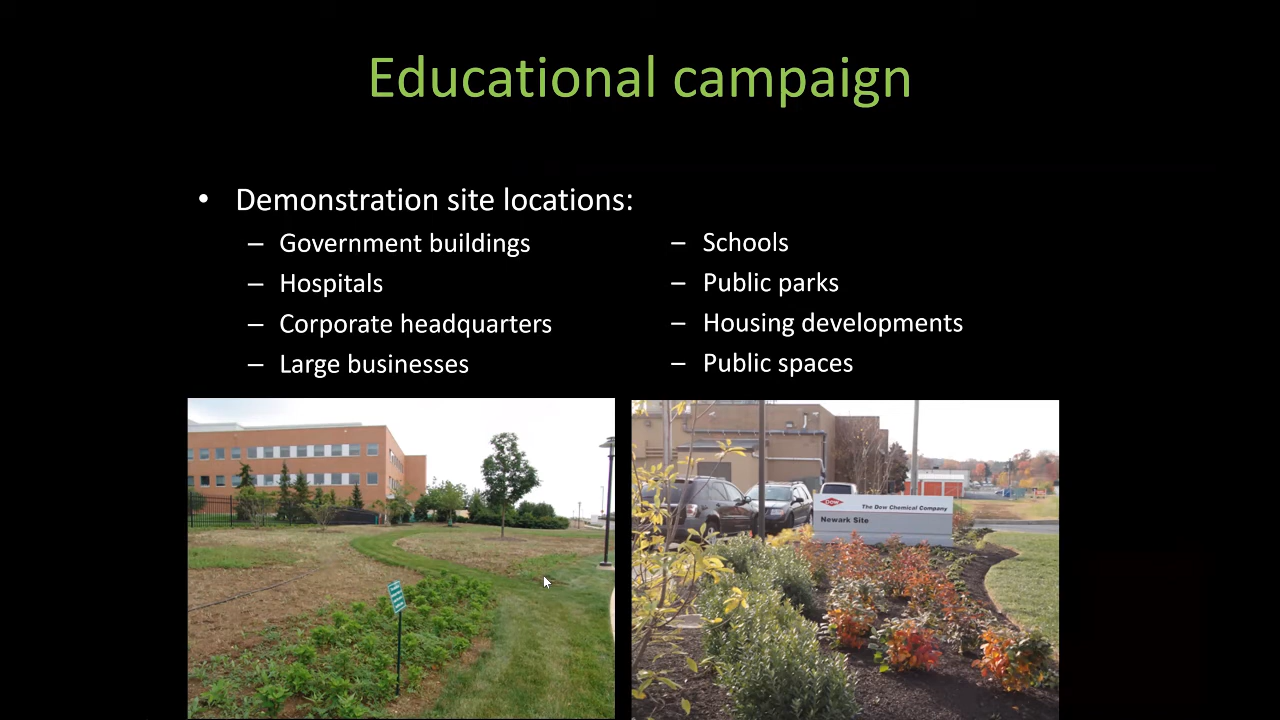 Educational campaign
• Demonstration site locations:
– Government buildings
– Hospitals
– Corporate headquarters
– Large businesses
– Schools
– Public parks
– Housing developments
– Public spaces
DOW
The Dow Chemical Company
Newark Site